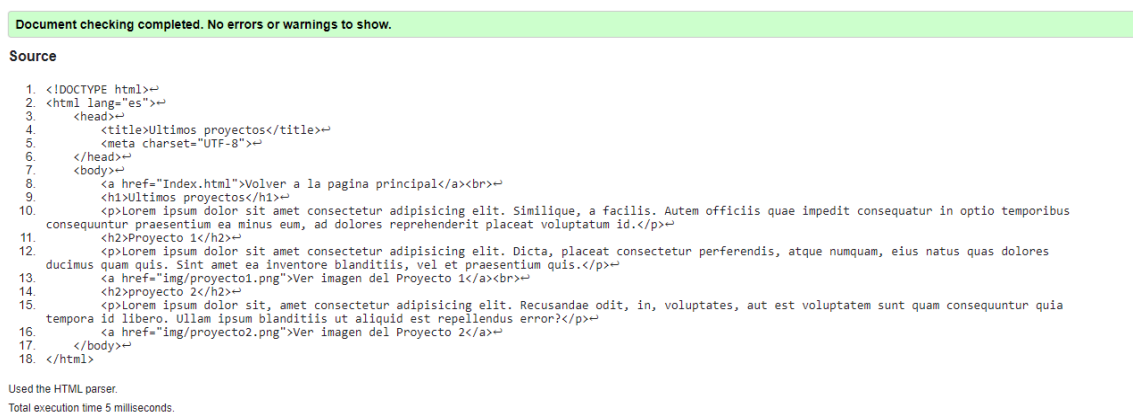 Document checking completed. No errors or warnings to show.
Source
1. <!DOCTYPE html>↩
2. <html lang="es">↩
3. <head>↩
4. <title>Ultimos proyectos</title>↩
5. <meta charset="UTF-8">↩
6. </head>↩
7. <body>↩
8. <a href="Index.html">Volver a la pagina principal</a><br>↩
9. <h1>Ultimos proyectos</h1>↩
10. <p>Lorem ipsum dolor sit amet consectetur adipisicing elit. Similique, a facilis. Autem officiis quae impedit consequatur in optio temporibus
consequuntur praesentium ea minus eum, ad dolores reprehenderit placeat voluptatum id.</p>↩
11. <h2>Proyecto 1</h2>↩
12. <p>Lorem ipsum dolor sit amet consectetur adipisicing elit. Dicta, placeat consectetur perferendis, atque numquam, eius natus quas dolores
ducimus quam quis. Sint amet ea inventore blanditiis, vel et praesentium quis.</p>↩
13. <a href="img/proyecto1.png">Ver imagen del Proyecto 1</a><br>↩
14. <h2>proyecto 2</h2>↩
15. <p>Lorem ipsum dolor sit, amet consectetur adipisicing elit. Recusandae odit, in, voluptates, aut est voluptatem sunt quam consequuntur quia
tempora id libero. Ullam ipsum blanditiis ut aliquid est repellendus error?</p>↩
16. <a href="img/proyecto2.png">Ver imagen del Proyecto 2</a>↩
17. </body>↩
18. </html>
Used the HTML parser.
Total execution time 5 milliseconds.